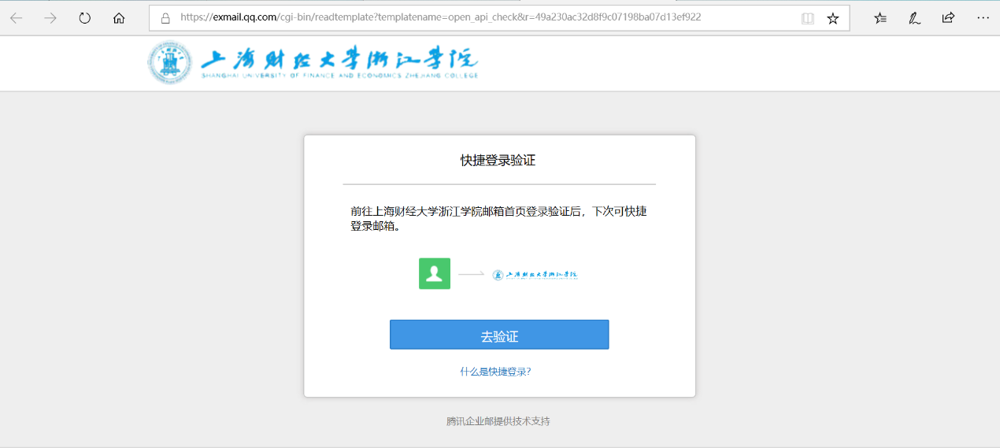 https://exmail.qq.com/cgi-bin/readtemplate?templatename=open_api_check&r=49a230ac32d8f9c07198ba07d13ef922
上海财经大学浙江学院
SHANGHAI UNIVERSITY OF FINANCE AND ECONOMICS ZHEJIANG COLLEGE
快捷登录验证
前往上海财经大学浙江学院邮箱首页登录验证后，下次可快捷
登录邮箱。
上海财经大学浙江学院
去验证
什么是快捷登录?
腾讯企业邮提供技术支持